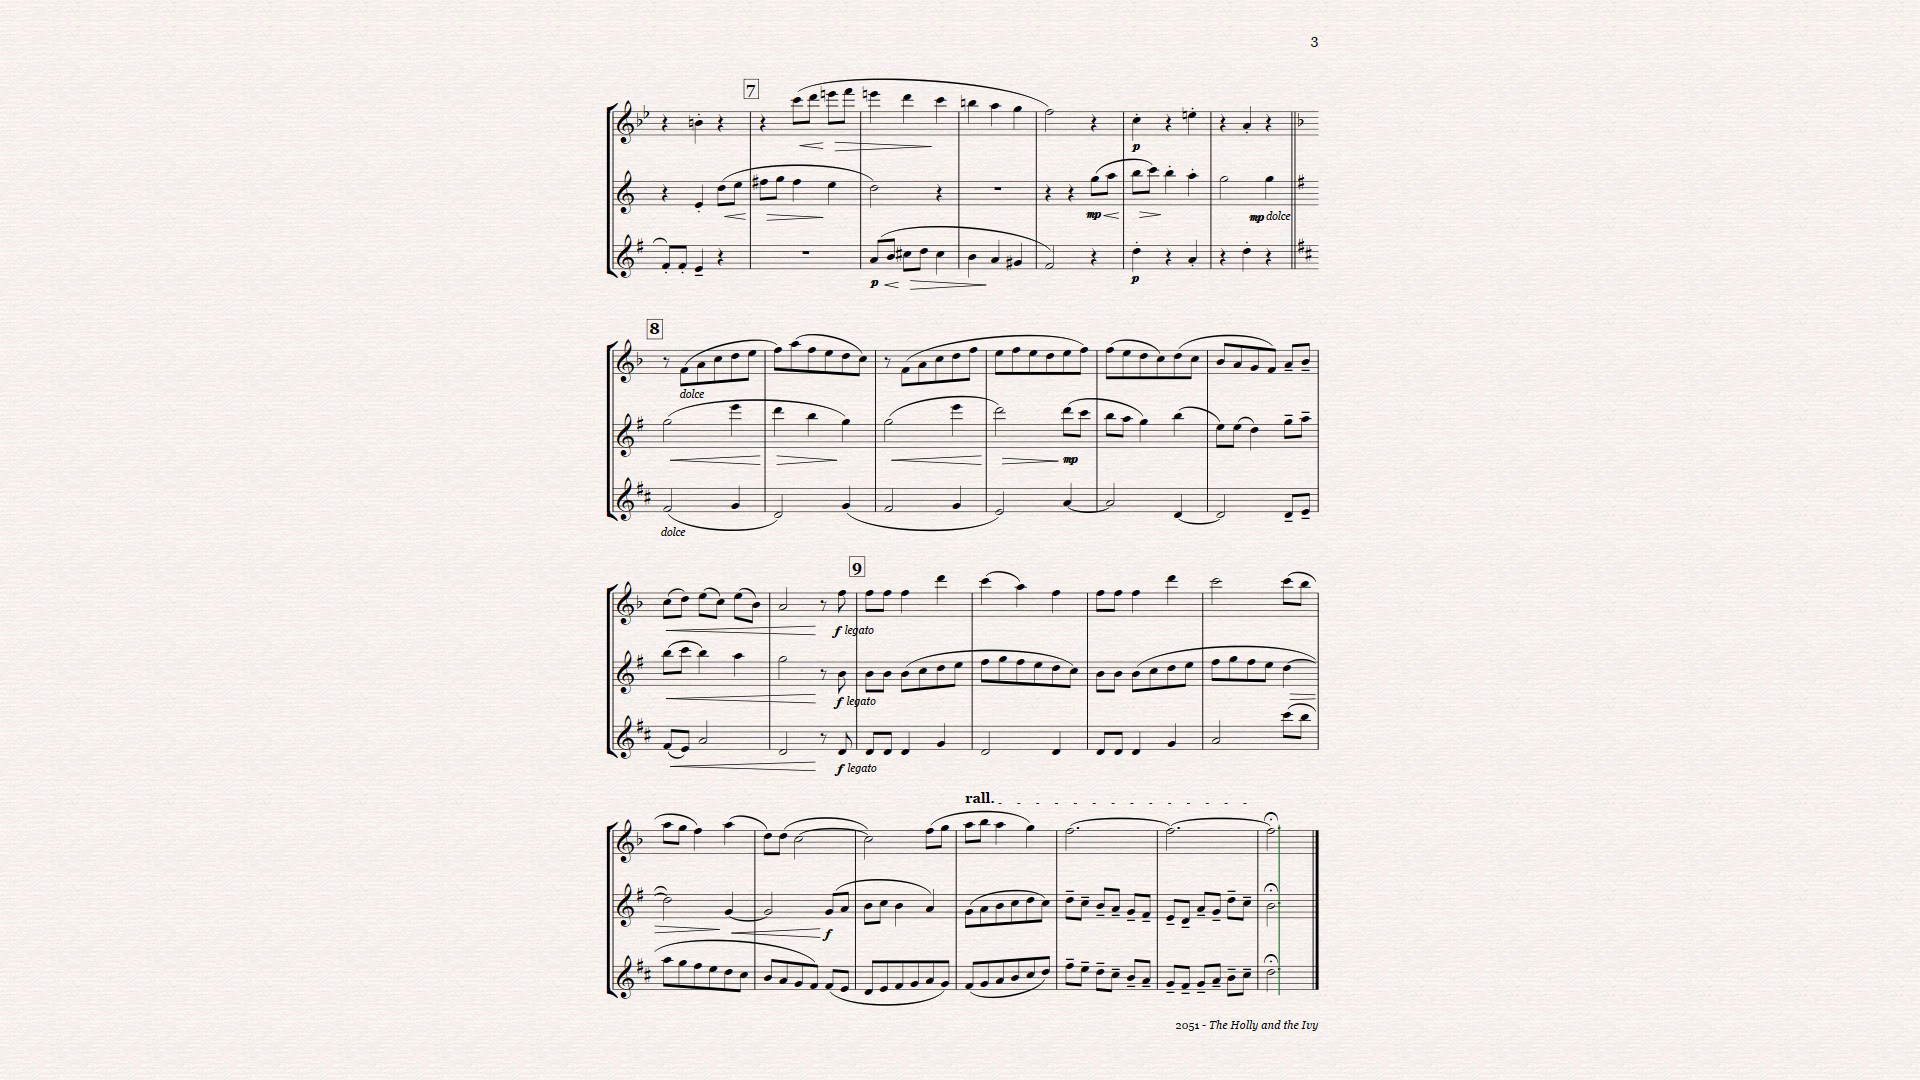 3
7
p
mp
mp dolce
p
p
8
dolce
mp
dolce
9
f legato
f legato
f legato
rall.
f
2051 - The Holly and the Ivy